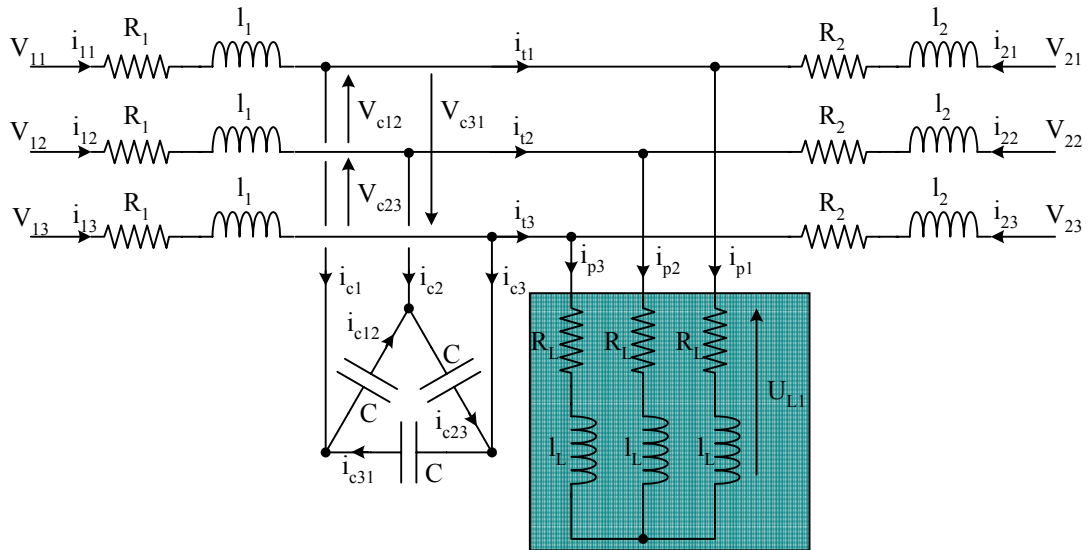 V11 i11 R1 l1 it1 R2 l2 i21 V21
V12 i12 R1 l1 Vc12 Vc31 it2 R2 l2 i22 V22
V13 i13 R1 l1 Vc23 it3 R2 l2 i23 V23
ic1 ic2 ic3 ip3 ip2 ip1
ic12 C C RL RL RL UL1
ic23
ic31 C lL lL lL